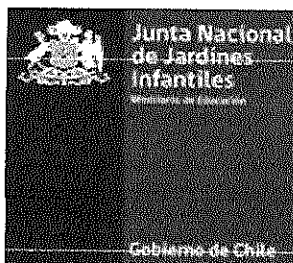 Junta Nacional
de Jardines
Infantiles
Ministerio de Educación
Gobierno de Chile